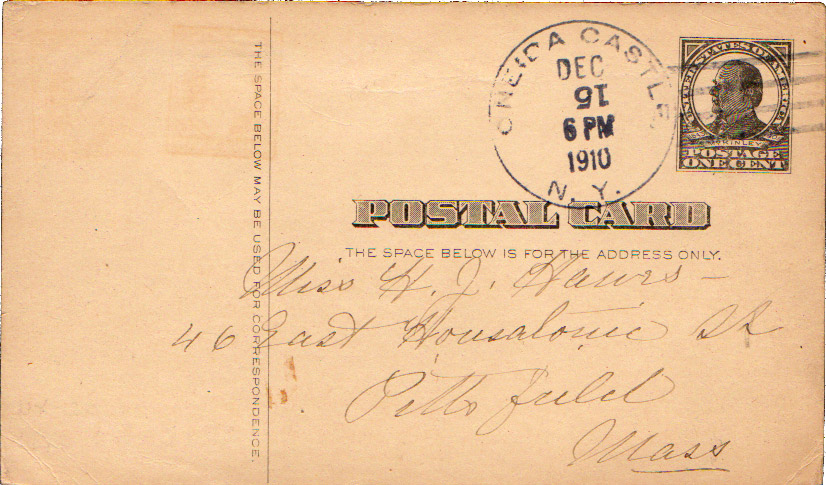 THE SPACE BELOW MAY BE USED FOR CORRESPONDENCE.
ONEIDA CASTLE
DEC
15
6 PM
1910
N. Y.
UNITED STATES OF AMERICA
McKINLEY
POSTAGE
ONE CENT
POSTAL CARD
THE SPACE BELOW IS FOR THE ADDRESS ONLY.
Miss H. J. Hawes
46 East Housatonic St
Pittsfield
Mass